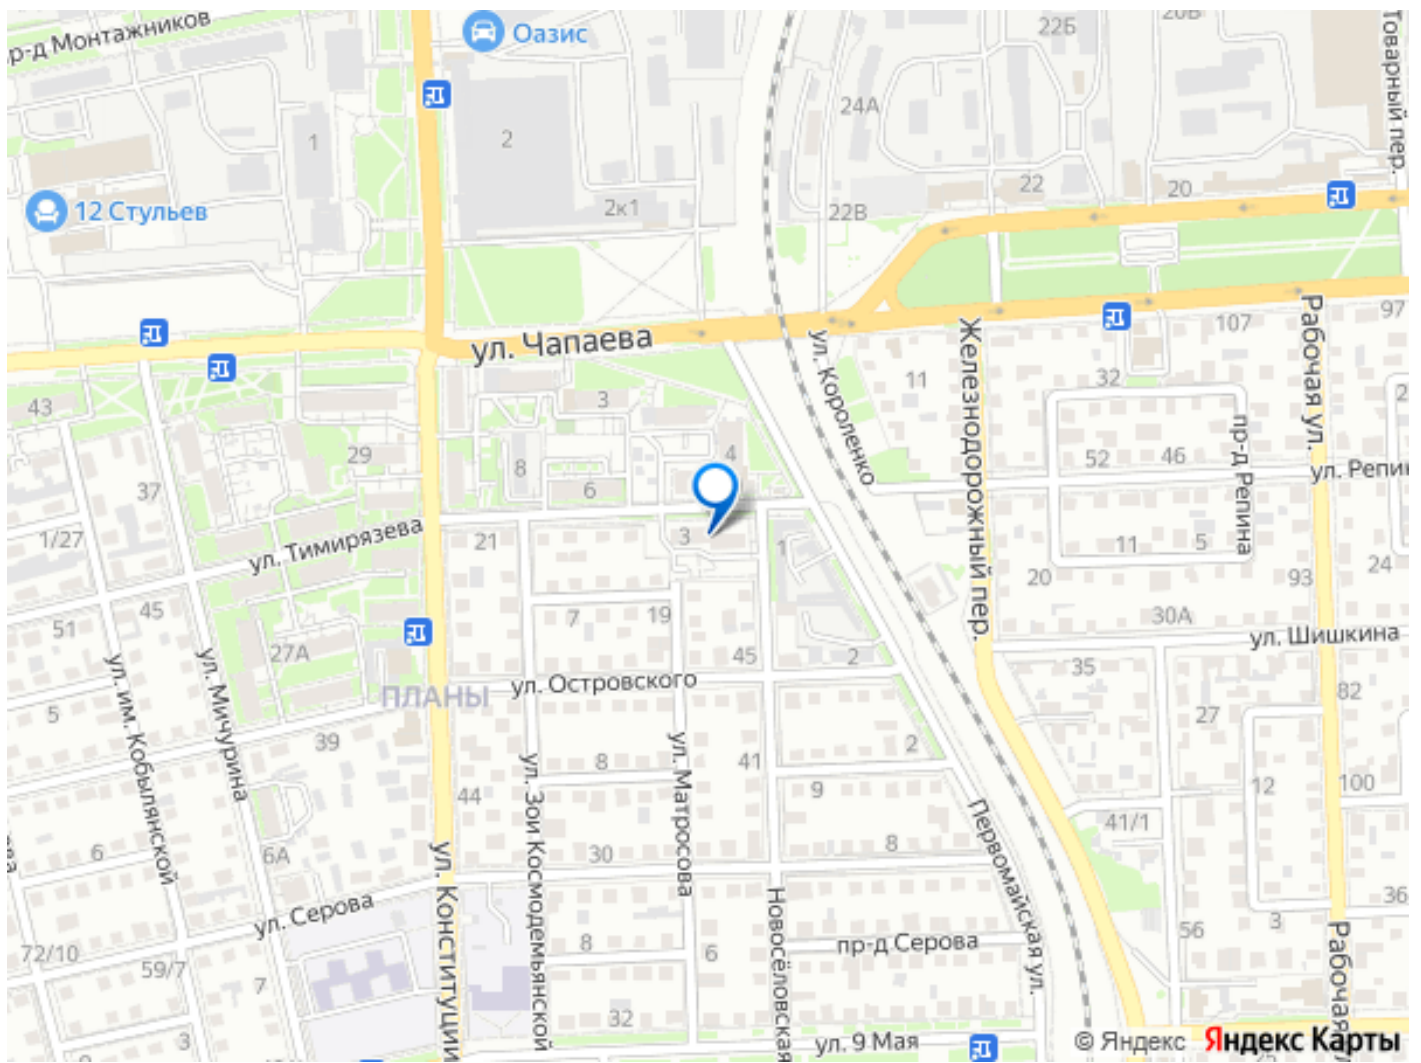 пр-д Монтажников
Оазис
22Б
20В
Товарный пер.
24А
1
2
12 Стульев
2к1
22В
22
20
ул. Чапаева
ул. Короленко
Железнодорожный пер.
107
Рабочая ул.
97
43
3
11
32
пр-д Репина
29
8
4
52
46
ул. Репин
37
6
1/27
ул. Тимирязева
21
3
1
11
5
24
20
93
45
51
7
19
30А
ул. Шишкина
27А
45
2
35
ул. им. Кобылянской
ул. Мичурина
ПЛАНЫ
ул. Островского
82
5
39
27
8
ул. Матросова
41
2
12
100
44
ул. Зои Космодемьянской
9
Первомайская ул.
41/1
6
6А
30
8
36
ул. Конституции
ул. Серова
Новосёловская
3
56
72/10
59/7
8
6
пр-д Серова
Рабочая
7
32
3
ул. 9 Мая
© Яндекс Яндекс Карты